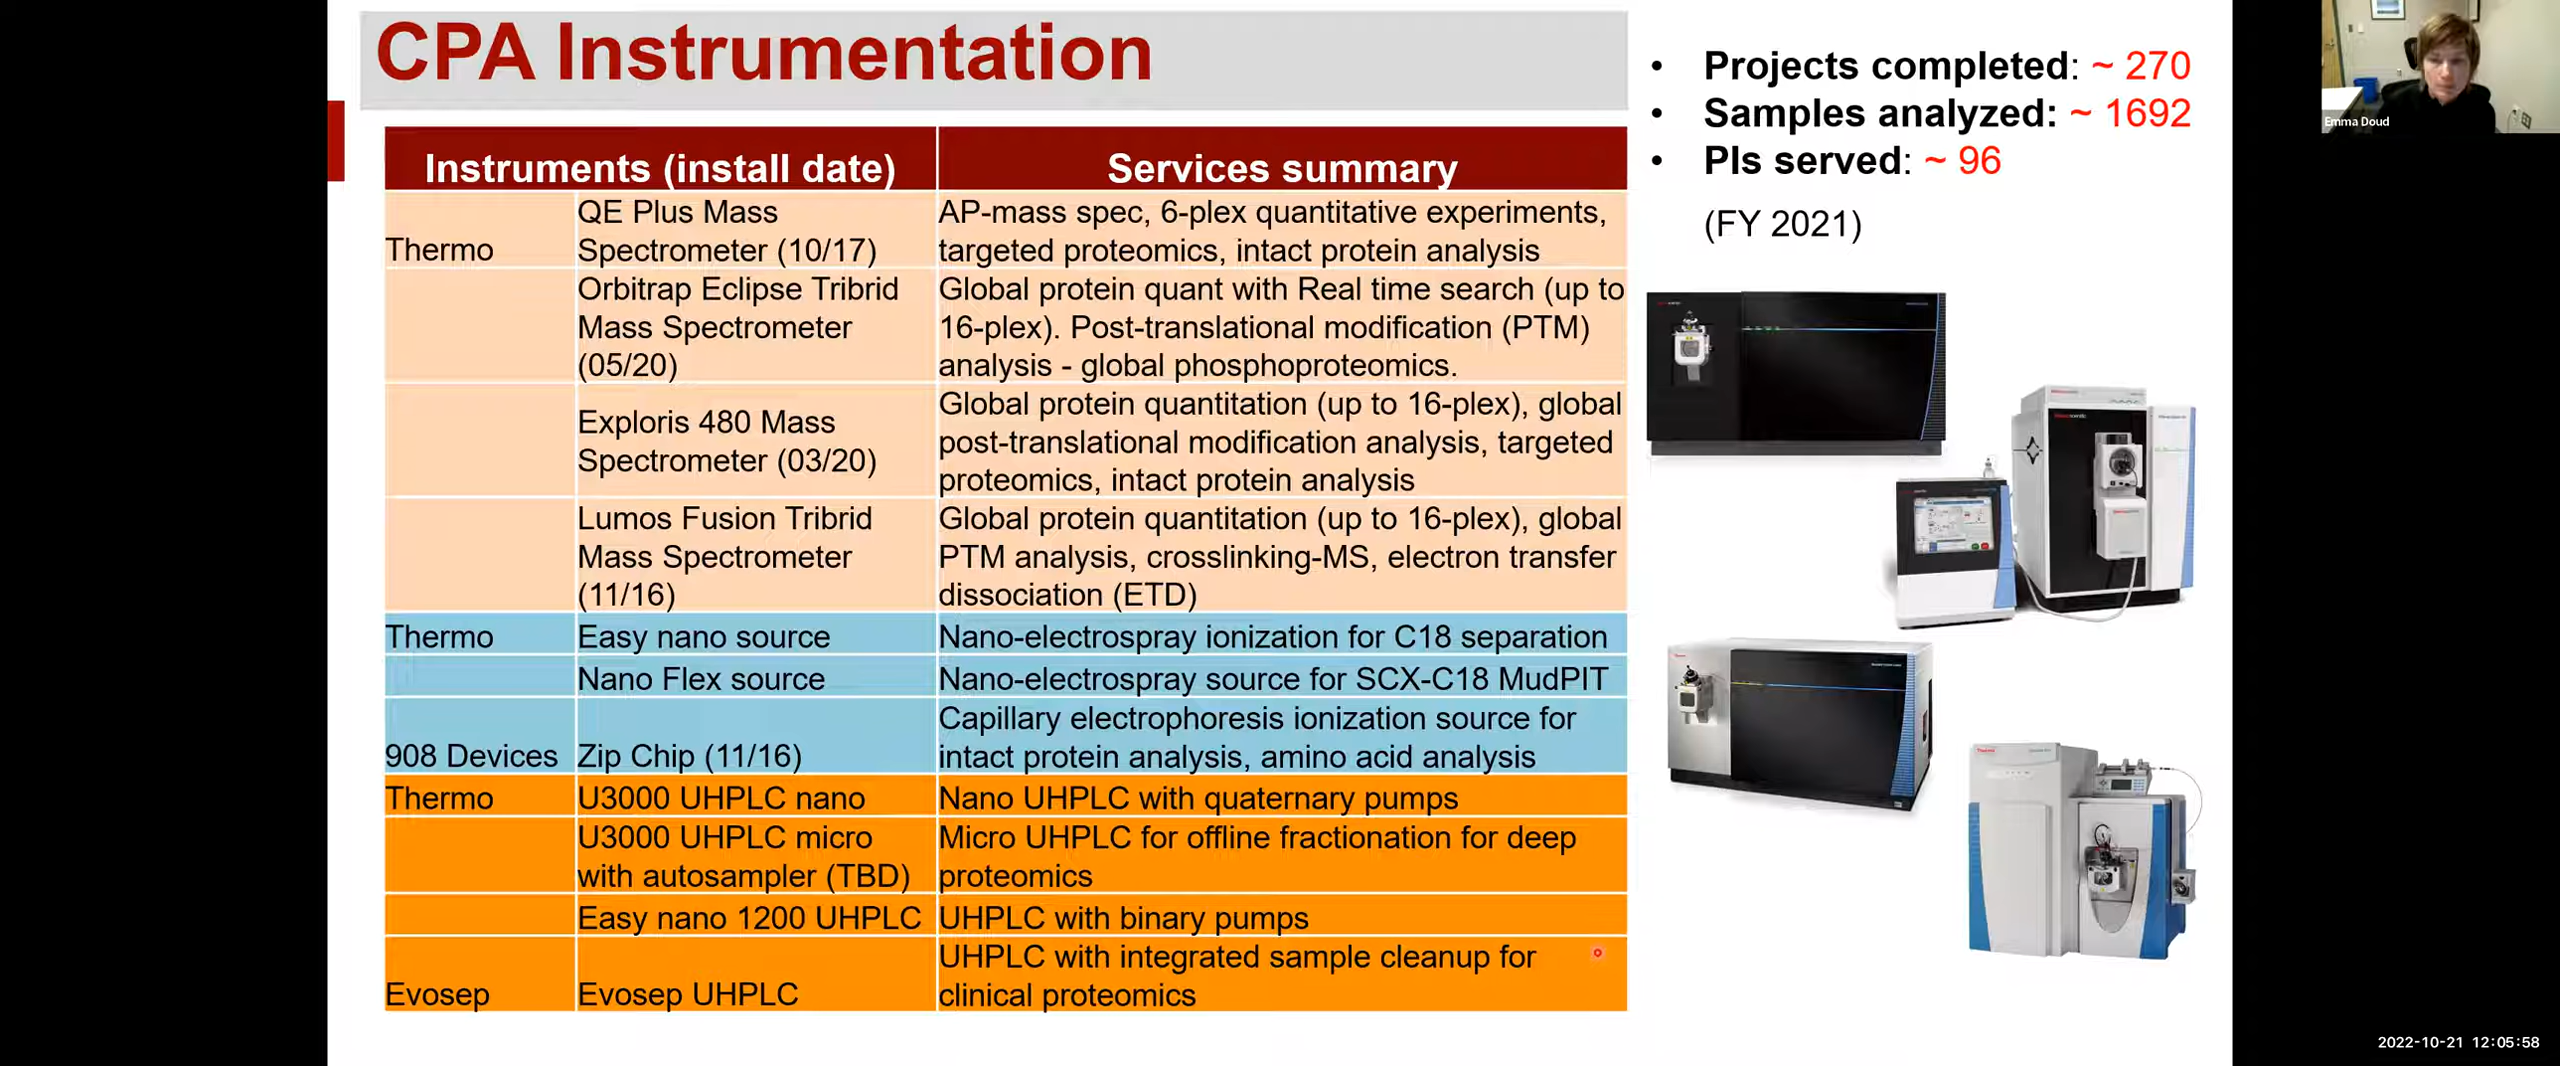 CPA Instrumentation
Instruments (install date)
Services summary
Thermo
QE Plus Mass
Spectrometer (10/17)
AP-mass spec, 6-plex quantitative experiments,
targeted proteomics, intact protein analysis
Orbitrap Eclipse Tribrid
Mass Spectrometer
(05/20)
Global protein quant with Real time search (up to
16-plex). Post-translational modification (PTM)
analysis - global phosphoproteomics.
Exploris 480 Mass
Spectrometer (03/20)
Global protein quantitation (up to 16-plex), global
post-translational modification analysis, targeted
proteomics, intact protein analysis
Lumos Fusion Tribrid
Mass Spectrometer
(11/16)
Global protein quantitation (up to 16-plex), global
PTM analysis, crosslinking-MS, electron transfer
dissociation (ETD)
Thermo
Easy nano source
Nano-electrospray ionization for C18 separation
Nano Flex source
Nano-electrospray source for SCX-C18 MudPIT
908 Devices
Zip Chip (11/16)
Capillary electrophoresis ionization source for
intact protein analysis, amino acid analysis
Thermo
U3000 UHPLC nano
Nano UHPLC with quaternary pumps
U3000 UHPLC micro
with autosampler (TBD)
Micro UHPLC for offline fractionation for deep
proteomics
Easy nano 1200 UHPLC
UHPLC with binary pumps
Evosep
Evosep UHPLC
UHPLC with integrated sample cleanup for
clinical proteomics
• Projects completed: ~ 270
• Samples analyzed: ~ 1692
• PIs served: ~ 96
(FY 2021)
Emma Doud
2022-10-21 12:05:58